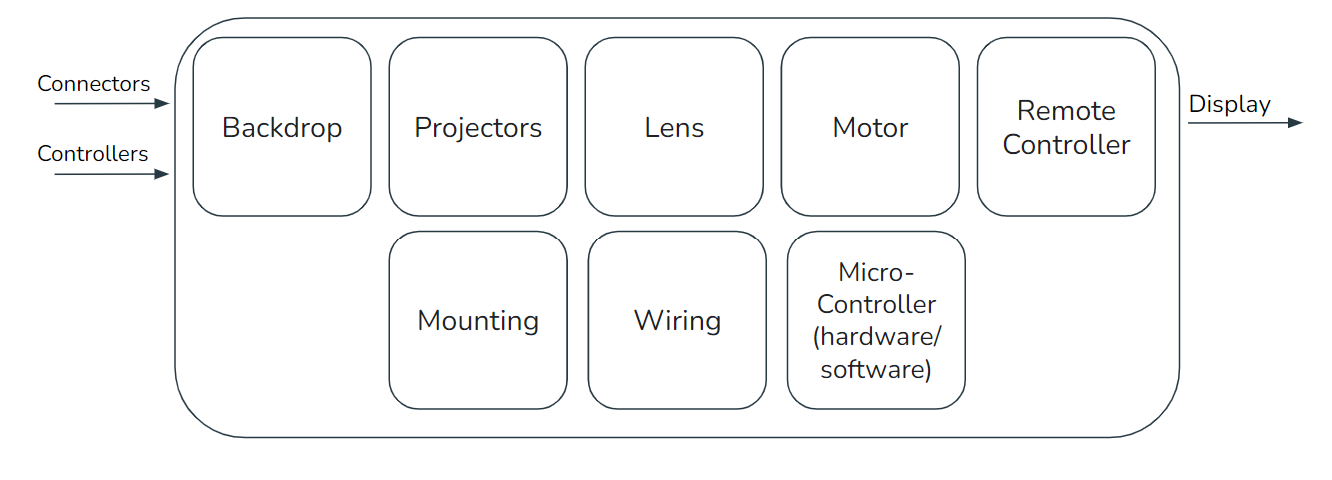 Connectors
Controllers
Backdrop
Projectors
Lens
Motor
Remote
Controller
Display
Mounting
Wiring
Micro-
Controller
(hardware/
software)